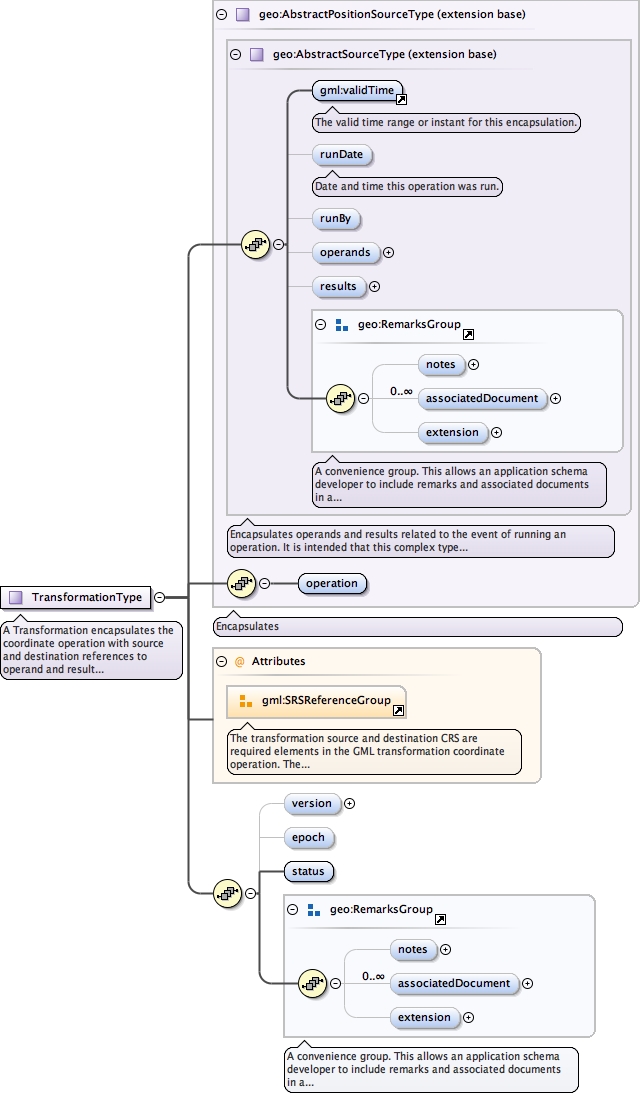 geo:AbstractPositionSourceType (extension base)
geo:AbstractSourceType (extension base)
gml:validTime
The valid time range or instant for this encapsulation.
runDate
Date and time this operation was run.
runBy
operands
results
geo:RemarksGroup
notes
0..∞
associatedDocument
extension
A convenience group. This allows an application schema
developer to include remarks and associated documents
in a...
Encapsulates operands and results related to the event of running an
operation. It is intended that this complex type...
operation
Encapsulates
TransformationType
A Transformation encapsulates the
coordinate operation with source
and destination references to
operand and result...
@ Attributes
gml:SRSReferenceGroup
The transformation source and destination CRS are
required elements in the GML transformation coordinate
operation. The...
version
epoch
status
geo:RemarksGroup
notes
0..∞
associatedDocument
extension
A convenience group. This allows an application schema
developer to include remarks and associated documents
in a...